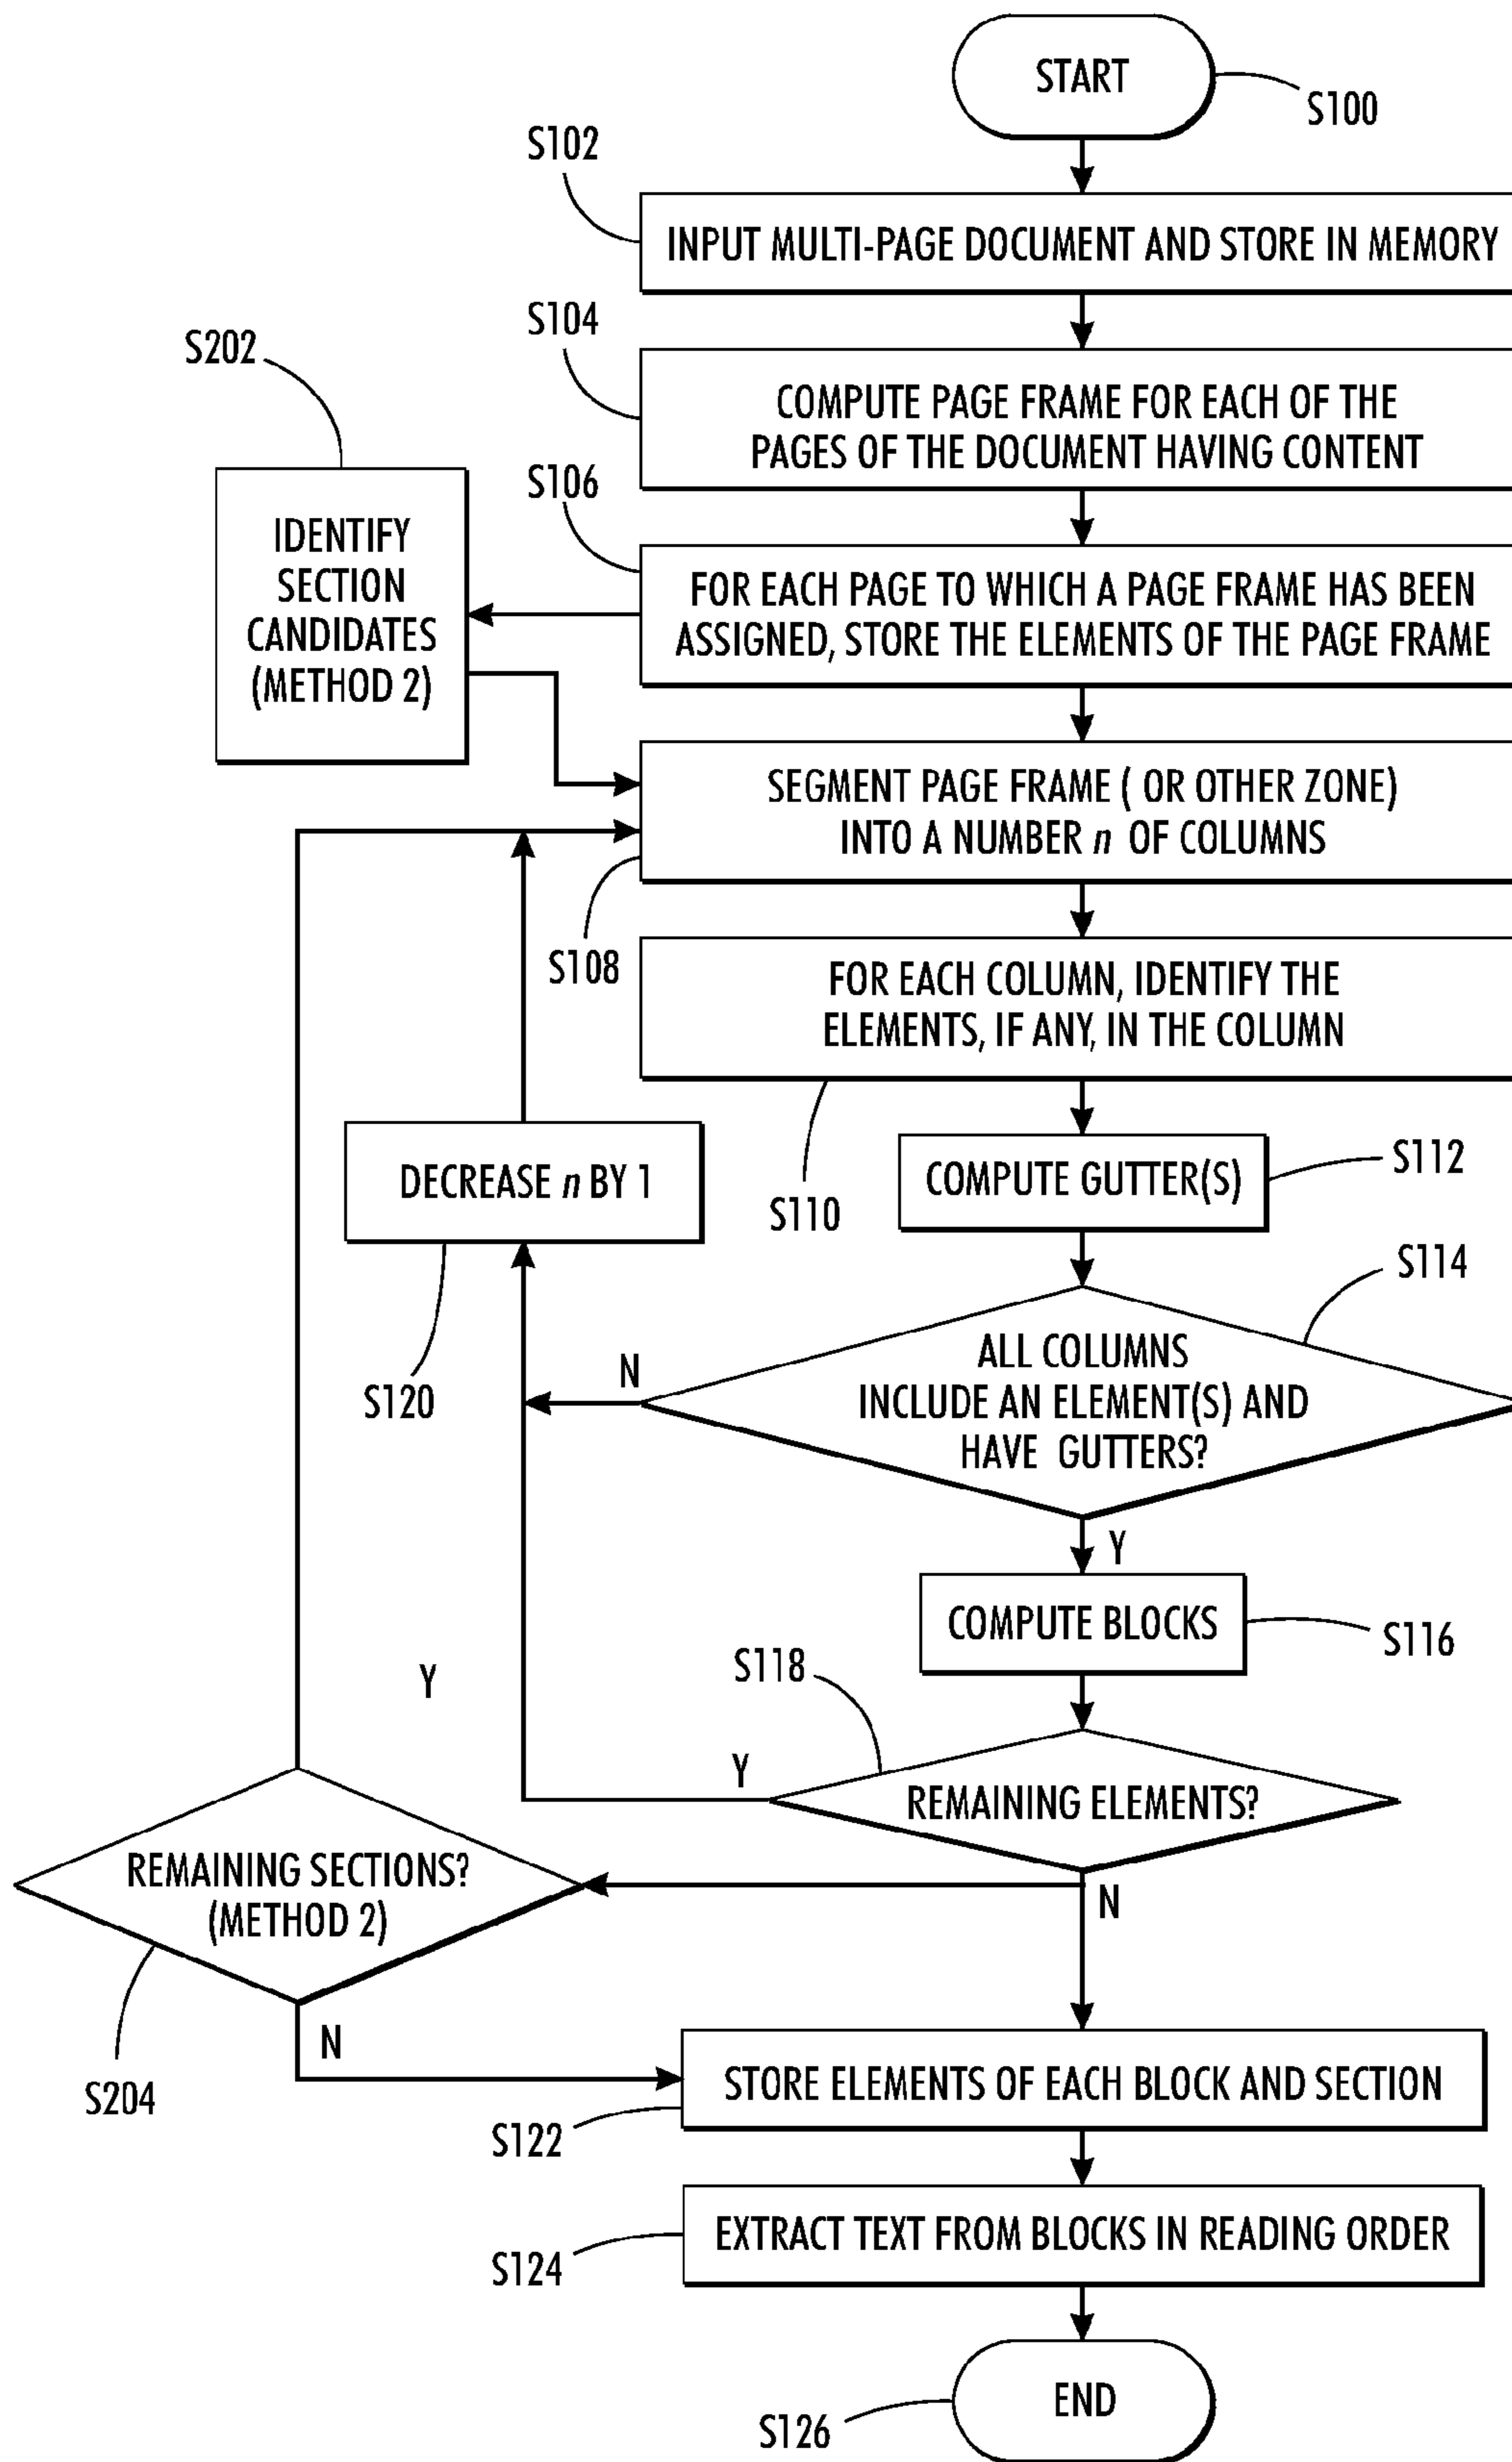 START
S100
S102
INPUT MULTI-PAGE DOCUMENT AND STORE IN MEMORY
S104
S202
COMPUTE PAGE FRAME FOR EACH OF THE
PAGES OF THE DOCUMENT HAVING CONTENT
S106
IDENTIFY
SECTION
CANDIDATES
(METHOD 2)
FOR EACH PAGE TO WHICH A PAGE FRAME HAS BEEN
ASSIGNED, STORE THE ELEMENTS OF THE PAGE FRAME
SEGMENT PAGE FRAME ( OR OTHER ZONE)
INTO A NUMBER n OF COLUMNS
S108
FOR EACH COLUMN, IDENTIFY THE
ELEMENTS, IF ANY, IN THE COLUMN
S110
DECREASE n BY 1
S120
COMPUTE GUTTER(S)
S112
S114
ALL COLUMNS
INCLUDE AN ELEMENT(S) AND
HAVE GUTTERS?
N
Y
COMPUTE BLOCKS
S116
S118
Y
Y
REMAINING ELEMENTS?
REMAINING SECTIONS?
(METHOD 2)
N
N
S204
STORE ELEMENTS OF EACH BLOCK AND SECTION
S122
EXTRACT TEXT FROM BLOCKS IN READING ORDER
S124
END
S126